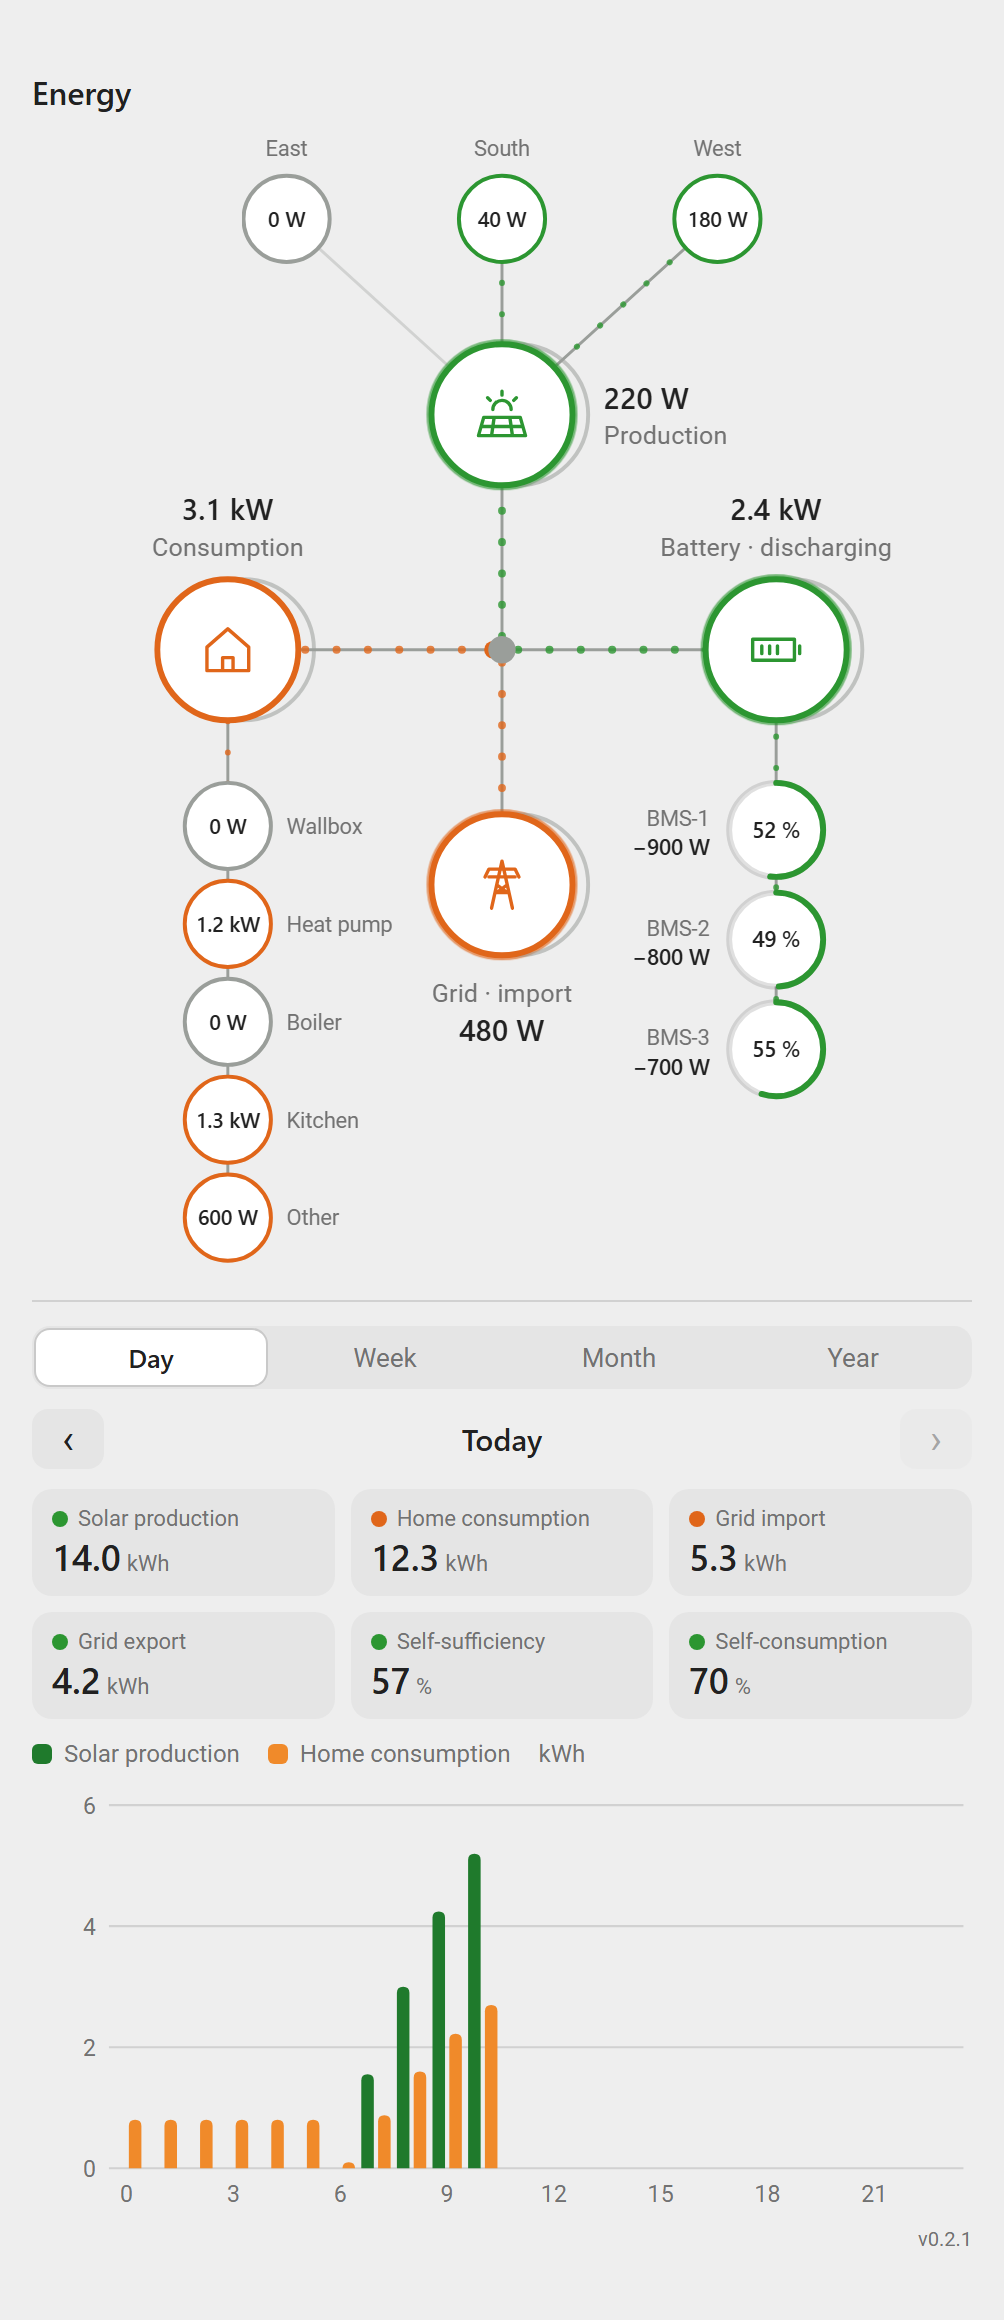 Energy
East
South
West
0 W
40 W
180 W
220 W
Production
3.1 kW
Consumption
2.4 kW
Battery · discharging
0 W
Wallbox
1.2 kW
Heat pump
0 W
Boiler
1.3 kW
Kitchen
600 W
Other
Grid · import
480 W
BMS-1
−900 W
52 %
BMS-2
−800 W
49 %
BMS-3
−700 W
55 %
Day
Week
Month
Year
‹
Today
›
Solar production
14.0 kWh
Home consumption
12.3 kWh
Grid import
5.3 kWh
Grid export
4.2 kWh
Self-sufficiency
57 %
Self-consumption
70 %
Solar production
Home consumption
kWh
6
4
2
0
0
3
6
9
12
15
18
21
v0.2.1